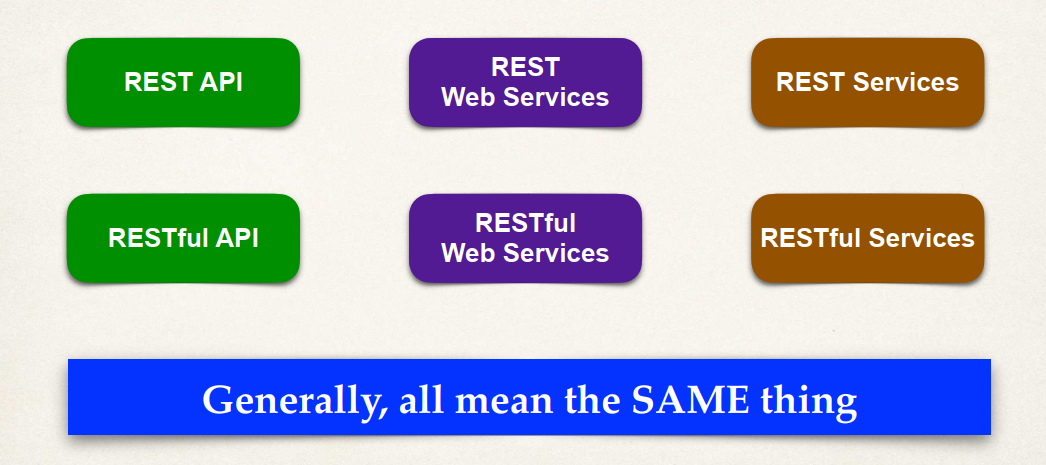 REST API
REST
Web Services
REST Services
RESTful API
RESTful
Web Services
RESTful Services
Generally, all mean the SAME thing